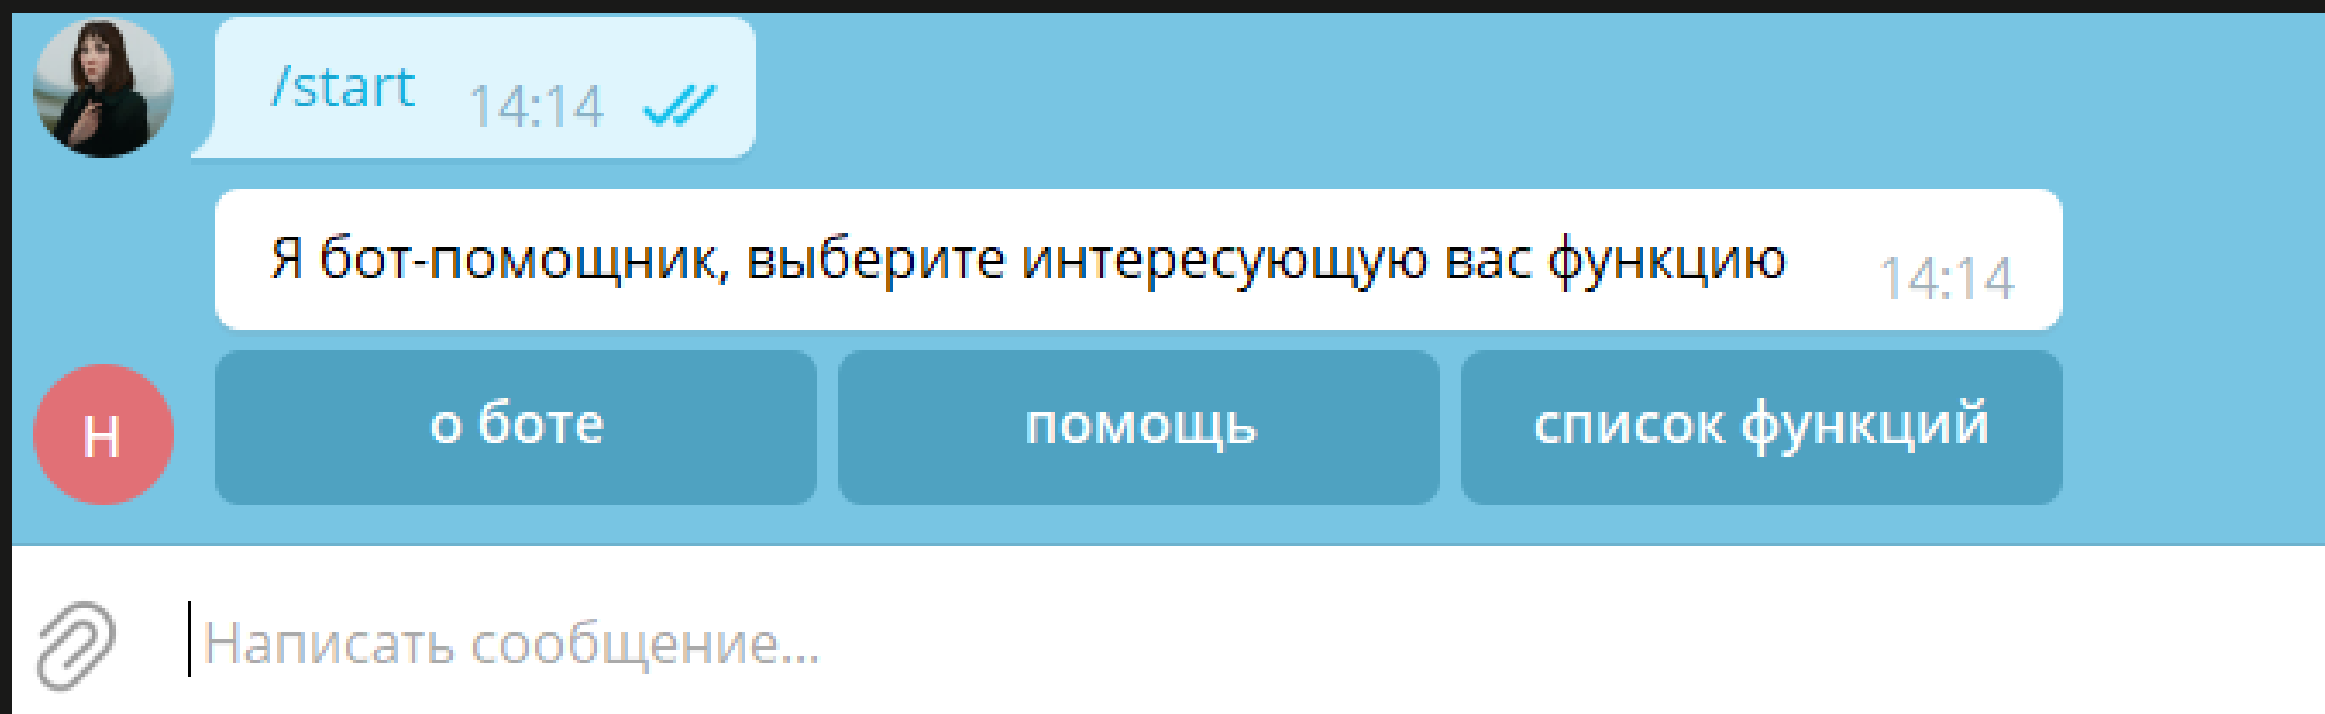 /start 14:14
Я бот-помощник, выберите интересующую вас функцию 14:14
Н о боте помощь список функций
Написать сообщение...